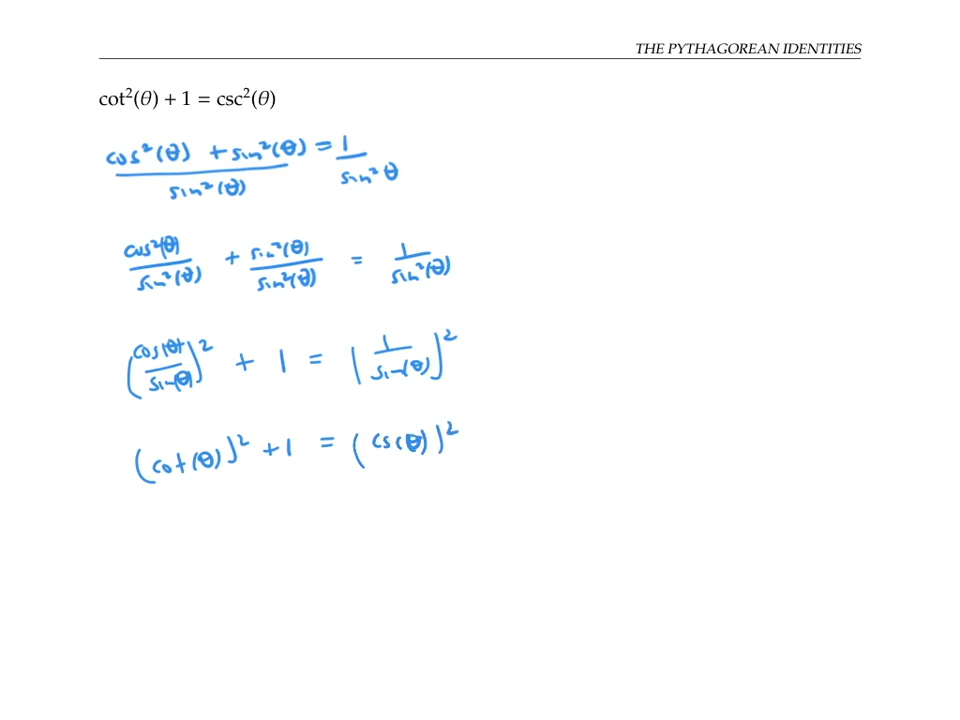 THE PYTHAGOREAN IDENTITIES
cot²(θ) + 1 = csc²(θ)
cos²(θ) + sin²(θ) = 1
sin²(θ) sin² θ
cos²(θ) / sin²(θ) + sin²(θ) / sin²(θ) = 1 / sin²(θ)
(cos(θ) / sin(θ))² + 1 = (1 / sin(θ))²
(cot(θ))² + 1 = (csc(θ))²